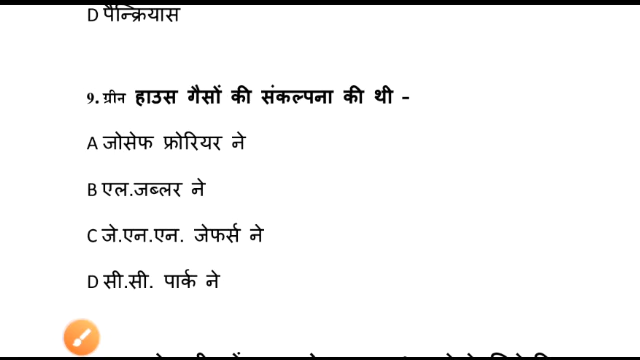 D पैन्क्रियास
9. ग्रीन हाउस गैसों की संकल्पना की थी -
A जोसेफ फ्रोरियर ने
B एल.जब्लर ने
C जे.एन.एन. जेफर्स ने
D सी.सी. पार्क ने